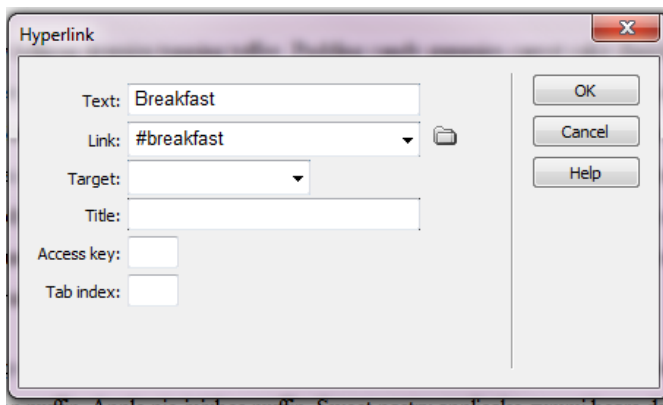 Hyperlink
Text: Breakfast
OK
Link: #breakfast
Cancel
Target:
Help
Title:
Access key:
Tab index: